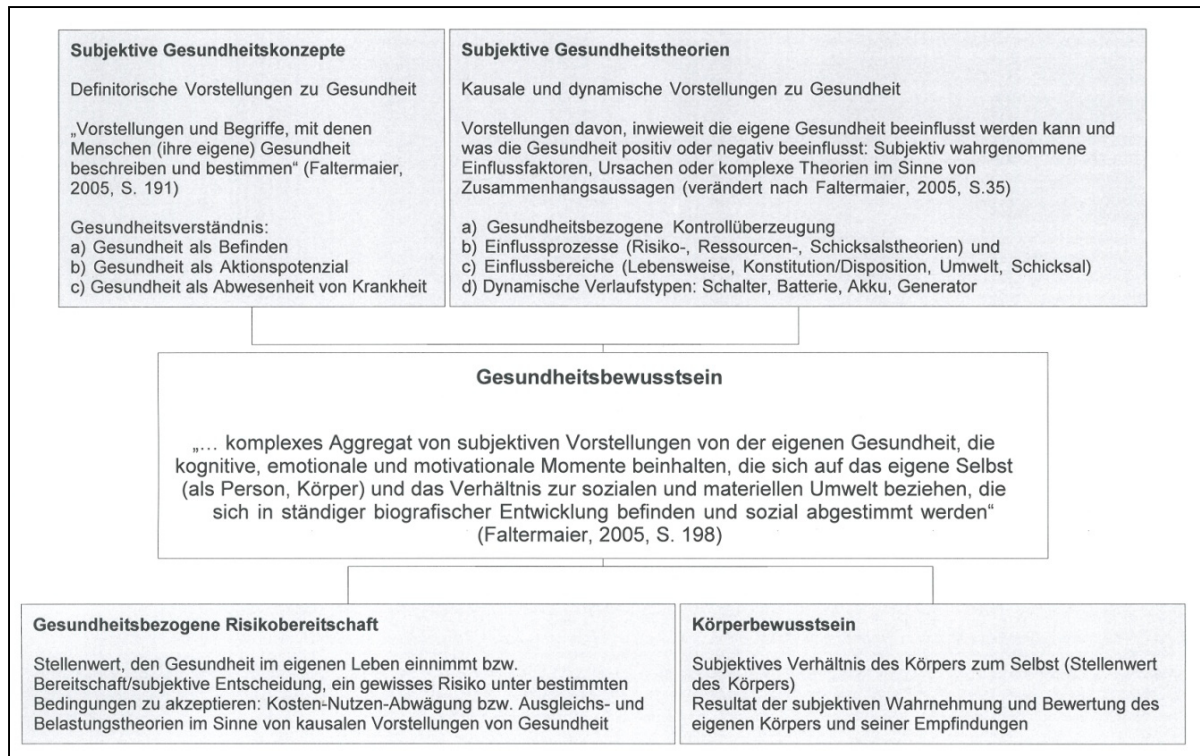 Subjektive Gesundheitskonzepte
Definitorische Vorstellungen zu Gesundheit
„Vorstellungen und Begriffe, mit denen
Menschen (ihre eigene) Gesundheit
beschreiben und bestimmen“ (Faltermaier,
2005, S. 191)
Gesundheitsverständnis:
a) Gesundheit als Befinden
b) Gesundheit als Aktionspotenzial
c) Gesundheit als Abwesenheit von Krankheit
Subjektive Gesundheitstheorien
Kausale und dynamische Vorstellungen zu Gesundheit
Vorstellungen davon, inwieweit die eigene Gesundheit beeinflusst werden kann und
was die Gesundheit positiv oder negativ beeinflusst: Subjektiv wahrgenommene
Einflussfaktoren, Ursachen oder komplexe Theorien im Sinne von
Zusammenhangsaussagen (verändert nach Faltermaier, 2005, S.35)
a) Gesundheitsbezogene Kontrollüberzeugung
b) Einflussprozesse (Risiko-, Ressourcen-, Schicksalstheorien) und
c) Einflussbereiche (Lebensweise, Konstitution/Disposition, Umwelt, Schicksal)
d) Dynamische Verlaufstypen: Schalter, Batterie, Akku, Generator
Gesundheitsbewusstsein
„… komplexes Aggregat von subjektiven Vorstellungen von der eigenen Gesundheit, die
kognitive, emotionale und motivationale Momente beinhalten, die sich auf das eigene Selbst
(als Person, Körper) und das Verhältnis zur sozialen und materiellen Umwelt beziehen, die
sich in ständiger biografischer Entwicklung befinden und sozial abgestimmt werden“
(Faltermaier, 2005, S. 198)
Gesundheitsbezogene Risikobereitschaft
Stellenwert, den Gesundheit im eigenen Leben einnimmt bzw.
Bereitschaft/subjektive Entscheidung, ein gewisses Risiko unter bestimmten
Bedingungen zu akzeptieren: Kosten-Nutzen-Abwägung bzw. Ausgleichs- und
Belastungstheorien im Sinne von kausalen Vorstellungen von Gesundheit
Körperbewusstsein
Subjektives Verhältnis des Körpers zum Selbst (Stellenwert
des Körpers)
Resultat der subjektiven Wahrnehmung und Bewertung des
eigenen Körpers und seiner Empfindungen